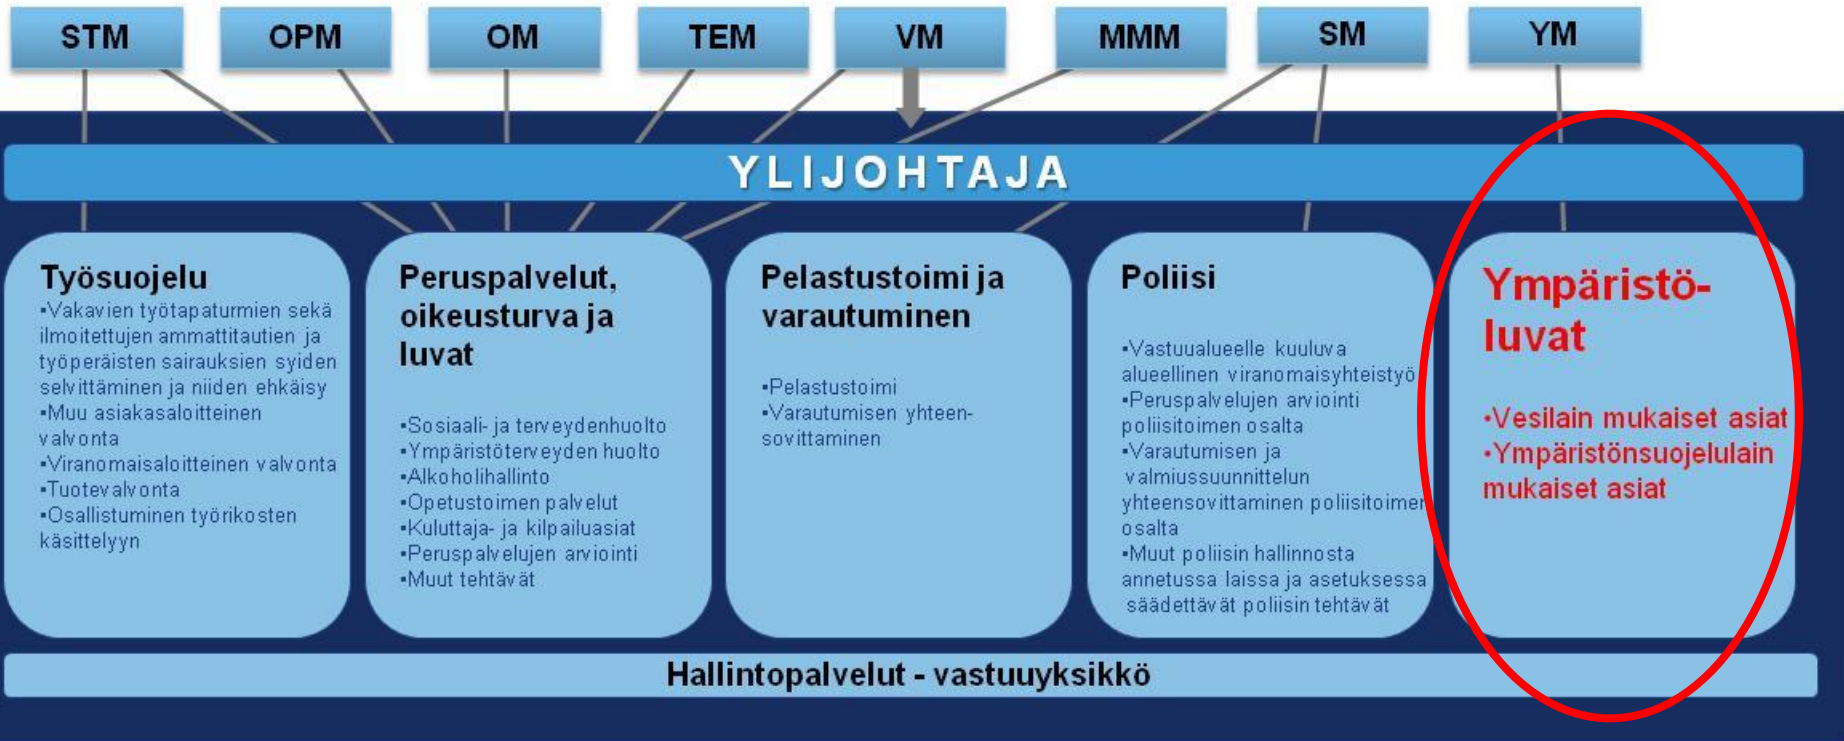 STM
OPM
OM
TEM
VM
MMM
SM
YM
YLIJOHTAJA
Työsuojelu
▪Vakavien työtapaturmien sekä
ilmoitettujen ammattitautien ja
työperäisten sairauksien syiden
selvittäminen ja niiden ehkäisy
▪Muu asiakasaloitteinen
valvonta
▪Viranomaisaloitteinen valvonta
▪Tuotevalvonta
▪Osallistuminen työrikosten
käsittelyyn
Peruspalvelut,
oikeusturva ja
luvat
▪Sosiaali- ja terveydenhuolto
▪Ympäristöterveyden huolto
▪Alkoholihallinto
▪Opetustoimen palvelut
▪Kuluttaja- ja kilpailuasiat
▪Peruspalvelujen arviointi
▪Muut tehtävät
Pelastustoimi ja
varautuminen
▪Pelastustoimi
▪Varautumisen yhteen-
sovittaminen
Poliisi
▪Vastuualueelle kuuluva
alueellinen viranomaisyhteistyö
▪Peruspalvelujen arviointi
poliisitoimen osalta
▪Varautumisen ja
valmiussuunnittelun
yhteensovittaminen poliisitoimen
osalta
▪Muut poliisin hallinnosta
annetussa laissa ja asetuksessa
säädettävät poliisin tehtävät
Ympäristö-
luvat
•Vesilain mukaiset asiat
•Ympäristönsuojelulain
mukaiset asiat
Hallintopalvelut - vastuuyksikkö